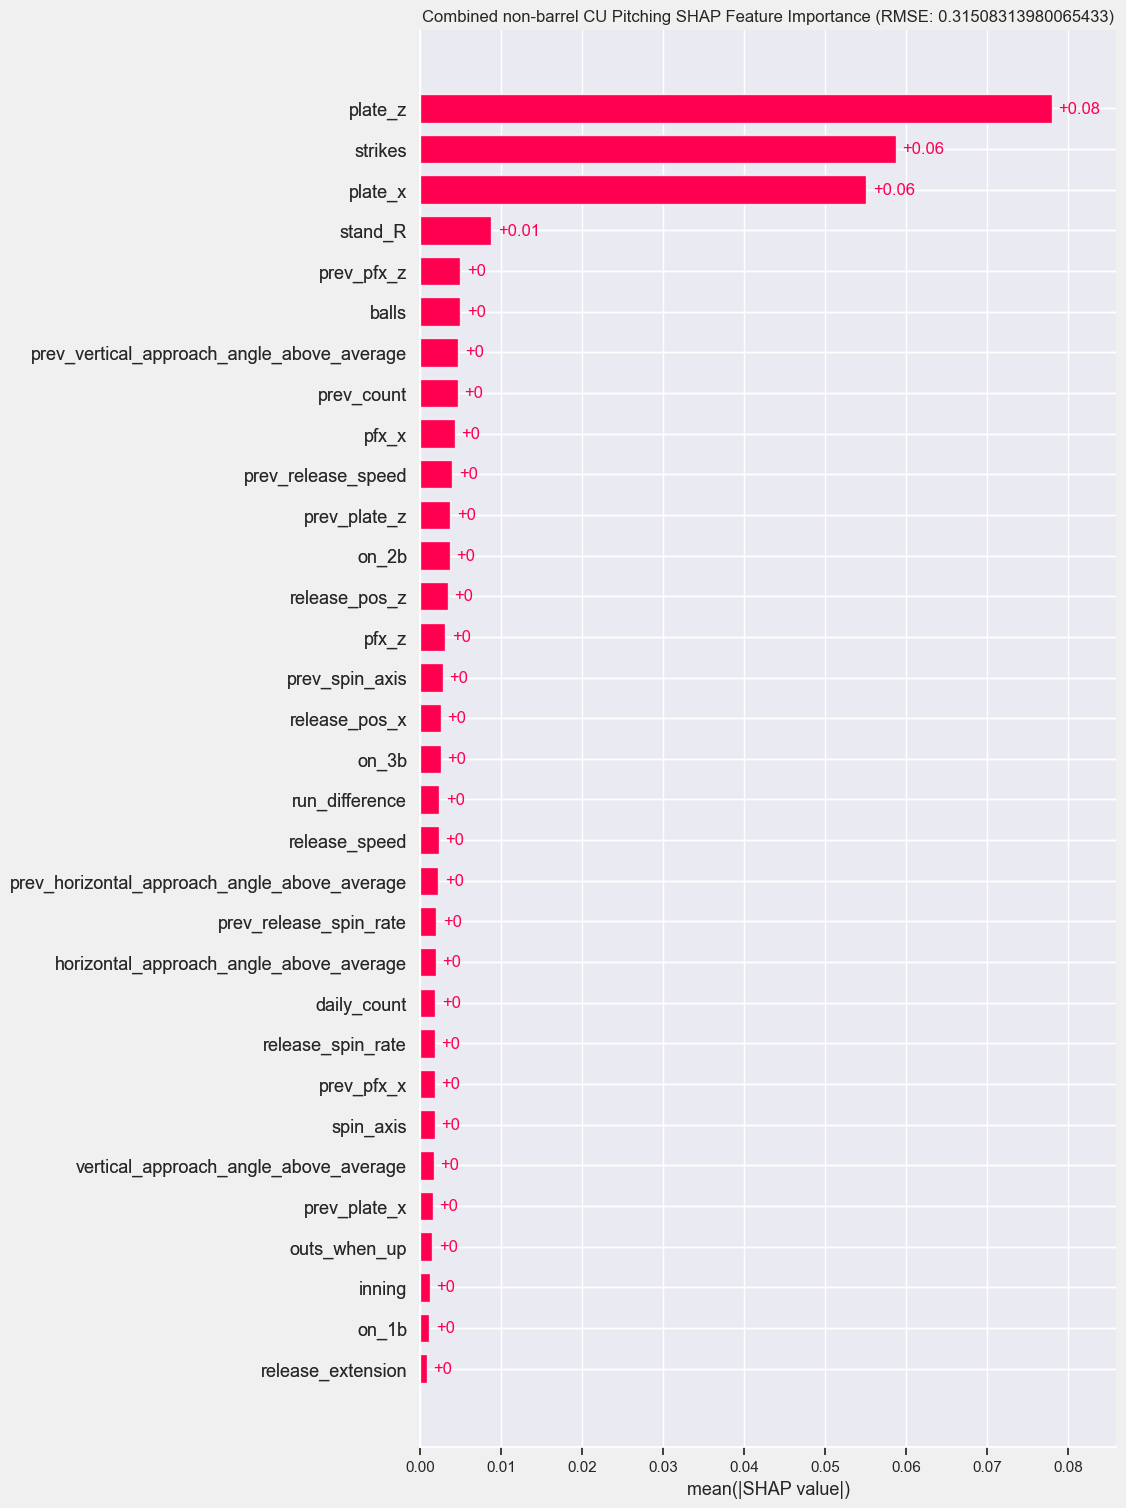 Combined non-barrel CU Pitching SHAP Feature Importance (RMSE: 0.31508313980065433)
plate_z +0.08
strikes +0.06
plate_x +0.06
stand_R +0.01
prev_pfx_z +0
balls +0
prev_vertical_approach_angle_above_average +0
prev_count +0
pfx_x +0
prev_release_speed +0
prev_plate_z +0
on_2b +0
release_pos_z +0
pfx_z +0
prev_spin_axis +0
release_pos_x +0
on_3b +0
run_difference +0
release_speed +0
prev_horizontal_approach_angle_above_average +0
prev_release_spin_rate +0
horizontal_approach_angle_above_average +0
daily_count +0
release_spin_rate +0
prev_pfx_x +0
spin_axis +0
vertical_approach_angle_above_average +0
prev_plate_x +0
outs_when_up +0
inning +0
on_1b +0
release_extension +0
0.00 0.01 0.02 0.03 0.04 0.05 0.06 0.07 0.08
mean(|SHAP value|)